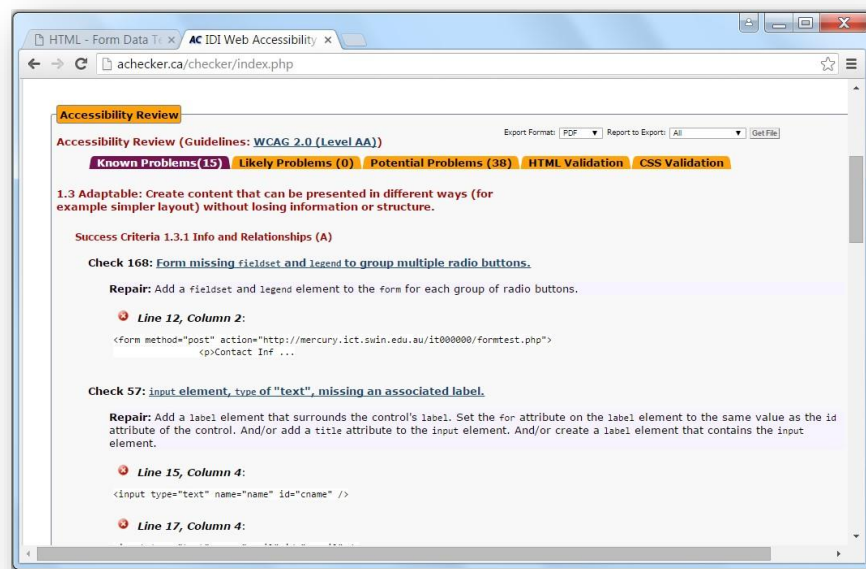 HTML - Form Data Te
AC IDI Web Accessibility
achecker.ca/checker/index.php
Accessibility Review
Export Format: PDF Report to Export: All Get File
Accessibility Review (Guidelines: WCAG 2.0 (Level AA))
Known Problems(15) Likely Problems (0) Potential Problems (38) HTML Validation CSS Validation
1.3 Adaptable: Create content that can be presented in different ways (for
example simpler layout) without losing information or structure.
Success Criteria 1.3.1 Info and Relationships (A)
Check 168: Form missing fieldset and legend to group multiple radio buttons.
Repair: Add a fieldset and legend element to the form for each group of radio buttons.
Line 12, Column 2:
<form method="post" action="http://mercury.ict.swin.edu.au/it000000/formtest.php">
<p>Contact Inf ...
Check 57: input element, type of "text", missing an associated label.
Repair: Add a label element that surrounds the control's label. Set the for attribute on the label element to the same value as the id
attribute of the control. And/or add a title attribute to the input element. And/or create a label element that contains the input
element.
Line 15, Column 4:
<input type="text" name="name" id="cname" />
Line 17, Column 4: